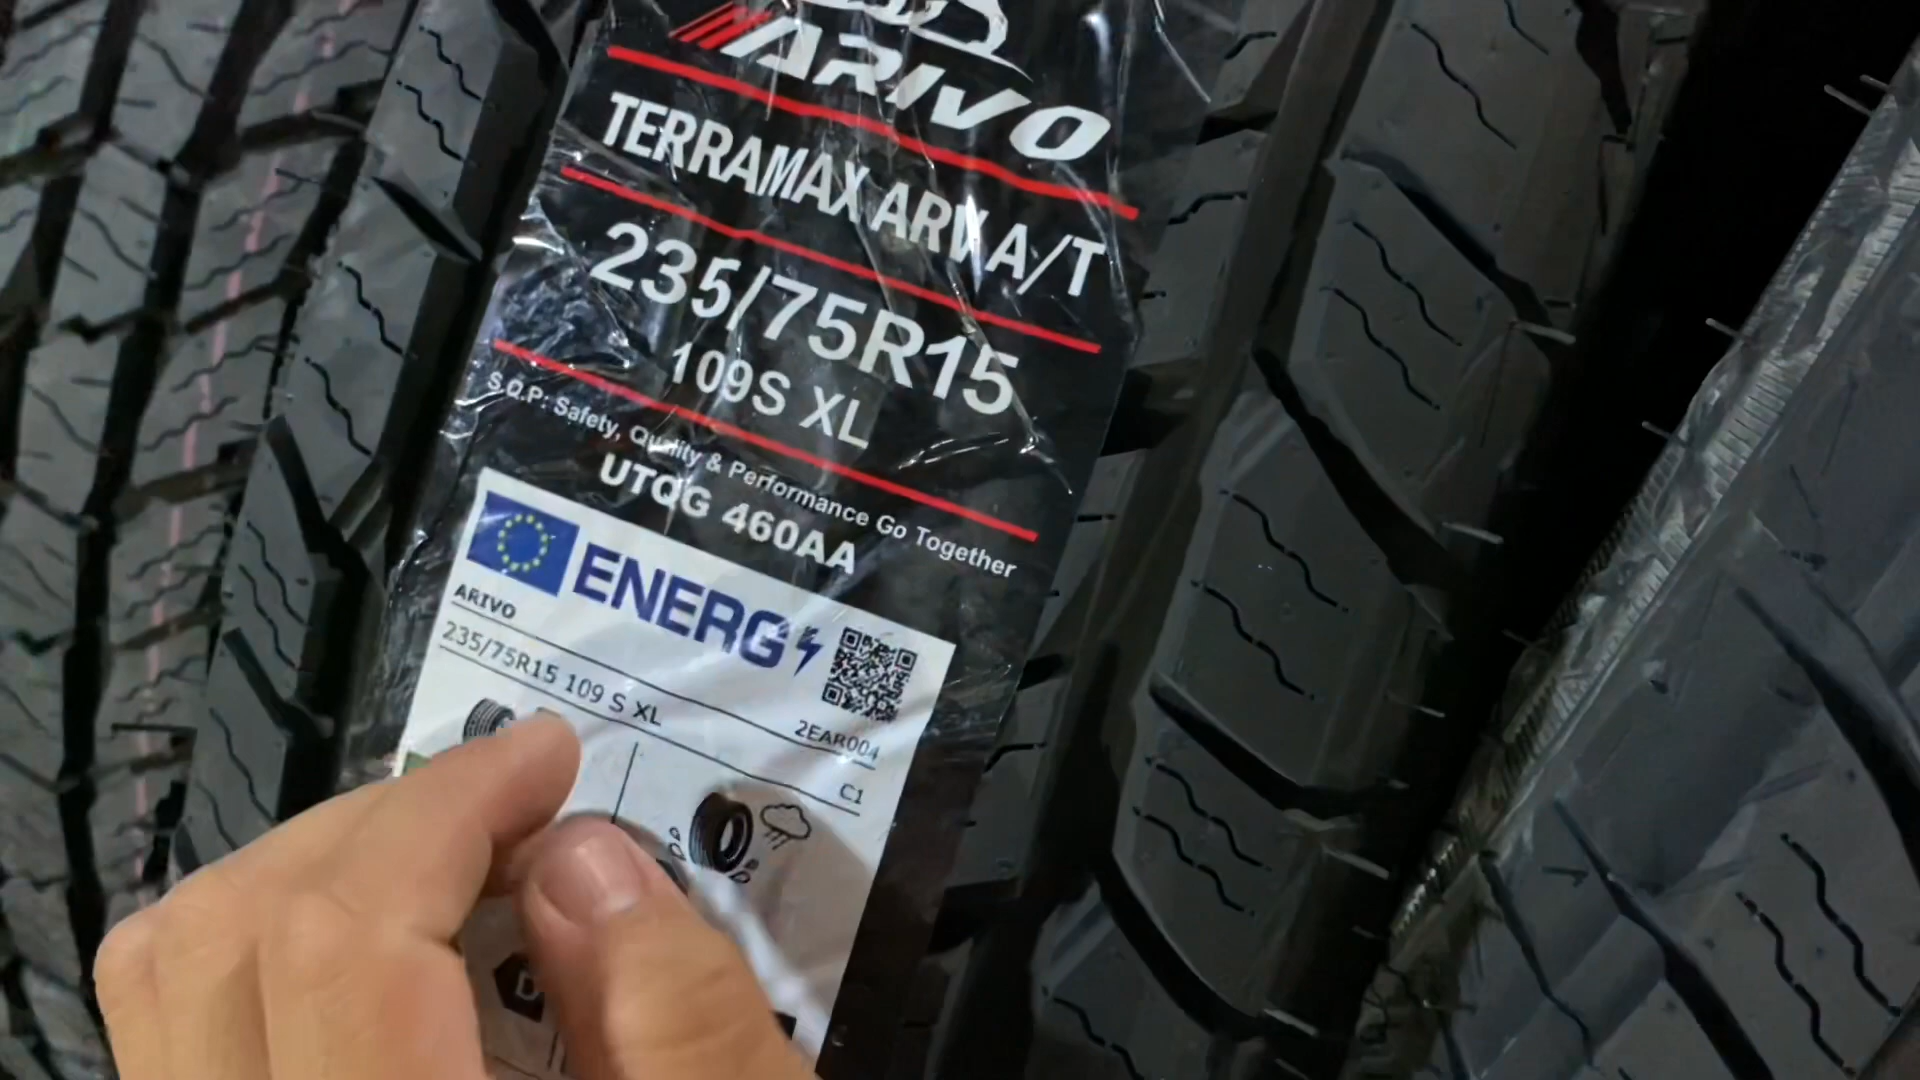 ARIVO
TERRAMAX ARV A/T
235/75R15
109S XL
S.Q.P: Safety, Quality & Performance Go Together
UTQG 460AA
ENERG
ARIVO
2EAR004
235/75R15 109 S XL
C1
D